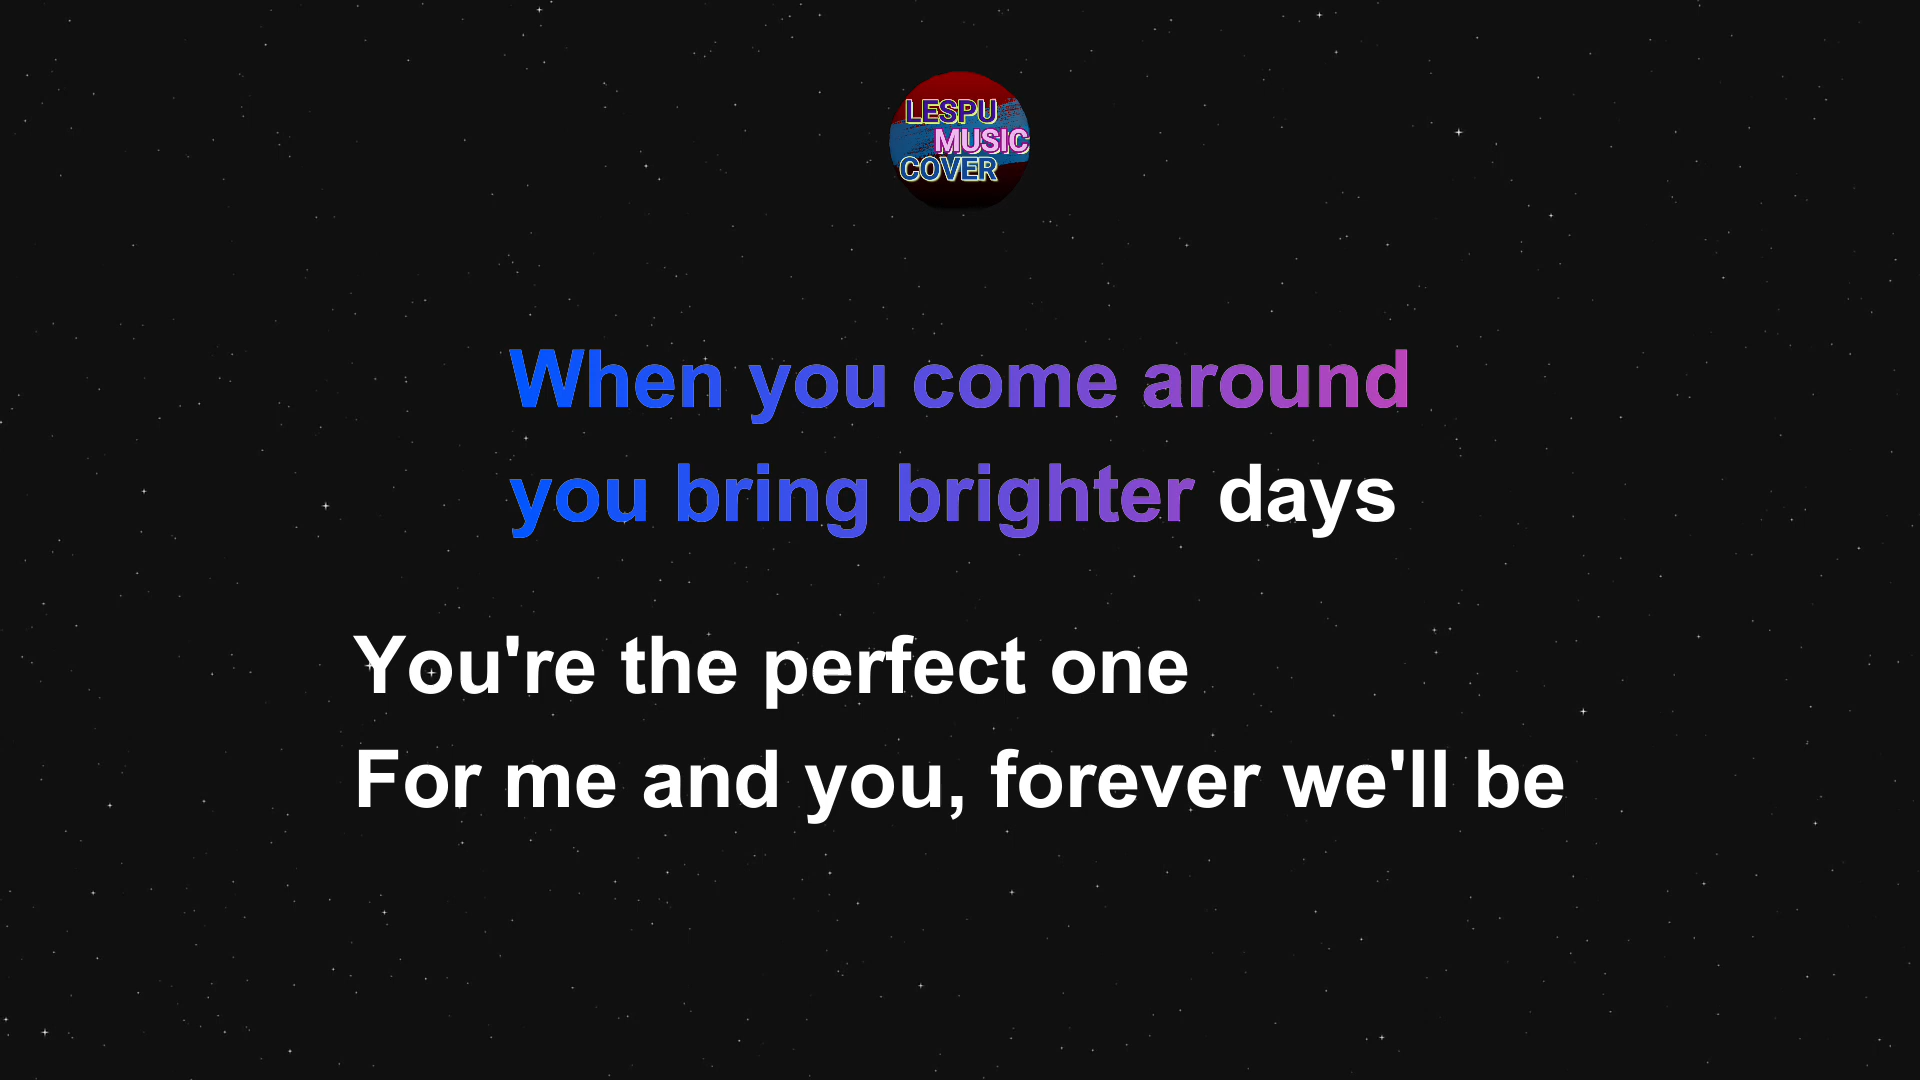 LESPU
MUSIC
COVER
When you come around
you bring brighter days
You're the perfect one
For me and you, forever we'll be